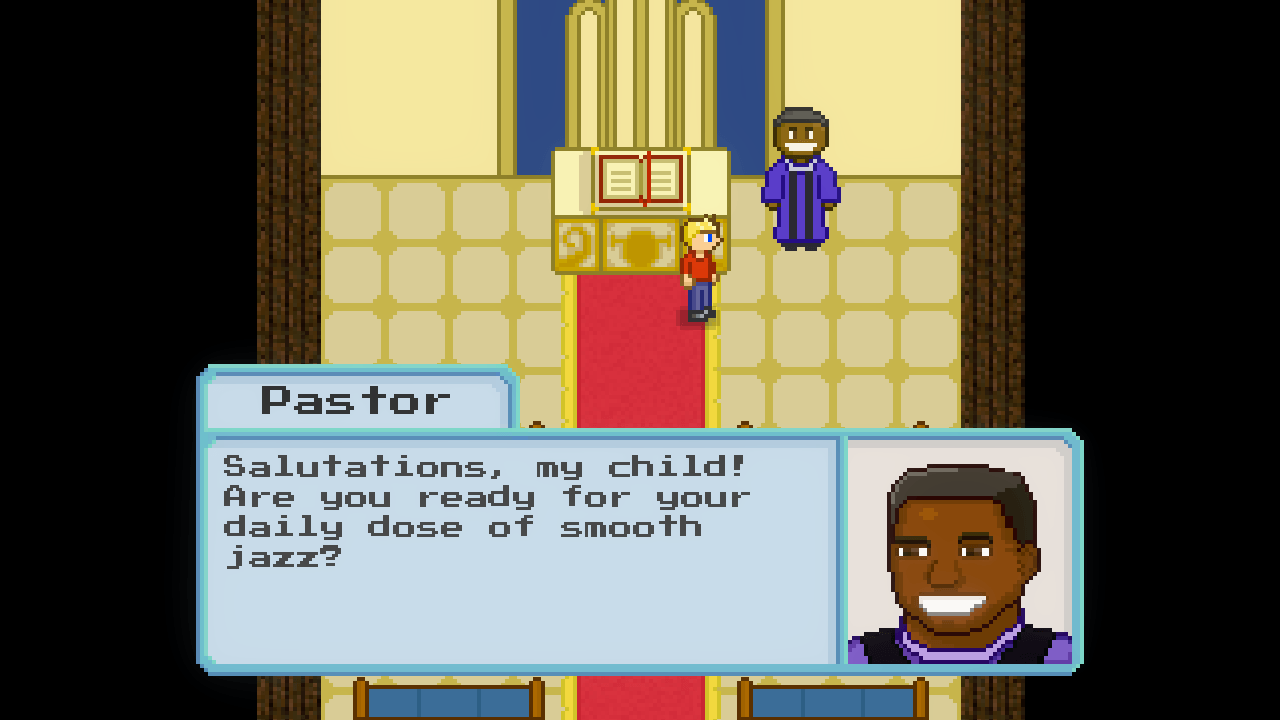 Pastor
Salutations, my child!
Are you ready for your
daily dose of smooth
jazz?